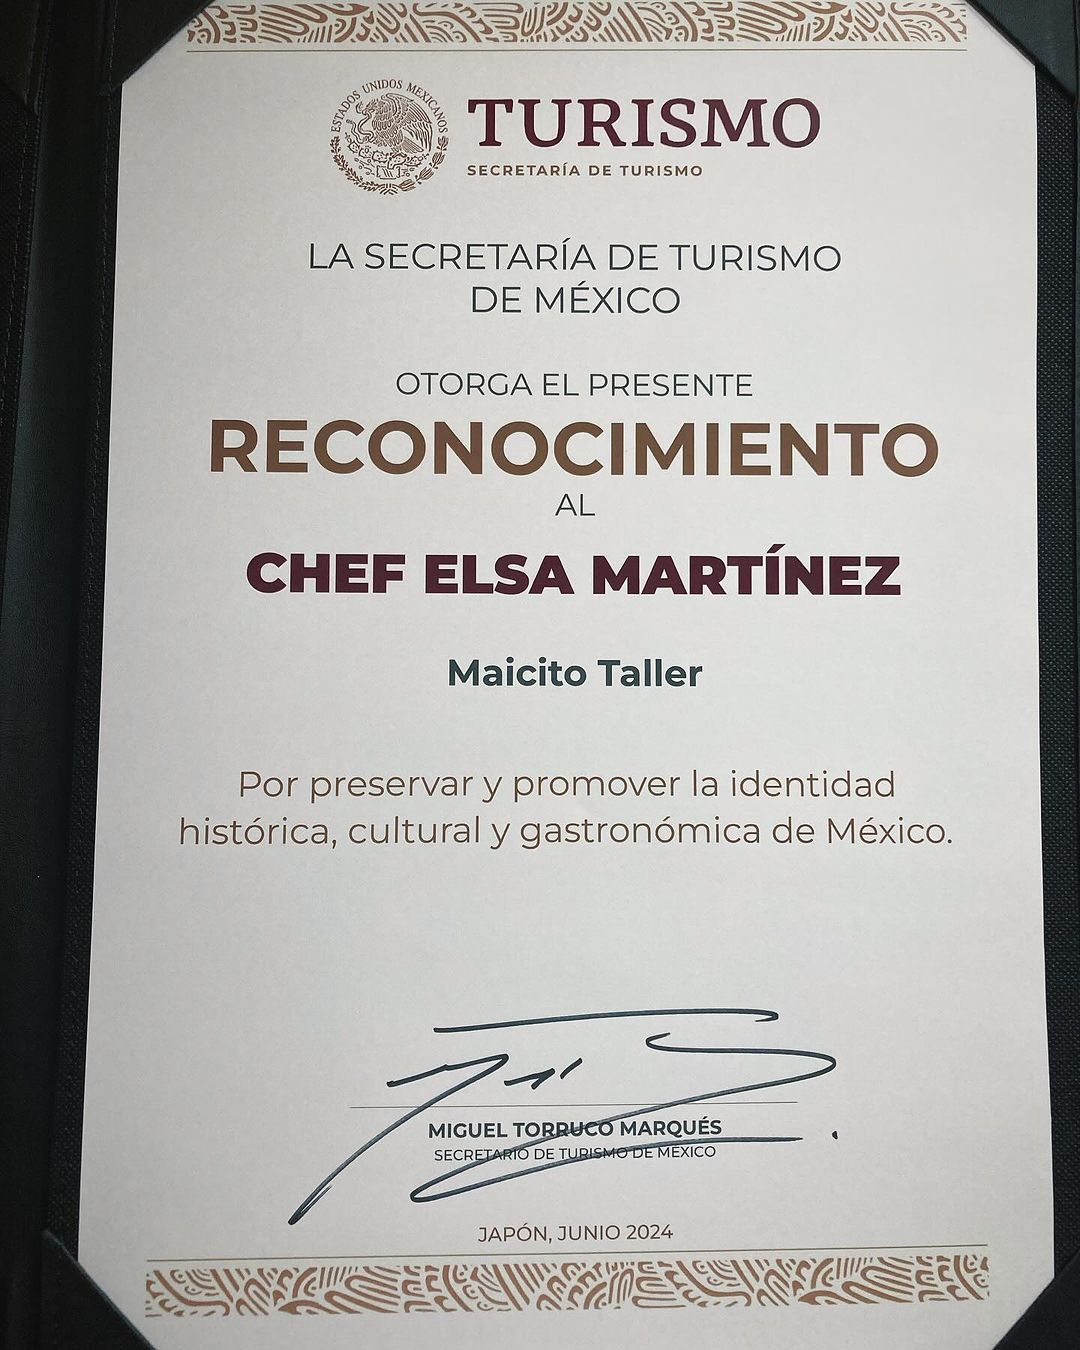 ESTADOS UNIDOS MEXICANOS
TURISMO
SECRETARÍA DE TURISMO
LA SECRETARÍA DE TURISMO
DE MÉXICO
OTORGA EL PRESENTE
RECONOCIMIENTO
AL
CHEF ELSA MARTÍNEZ
Maicito Taller
Por preservar y promover la identidad
histórica, cultural y gastronómica de México.
MIGUEL TORRUCO MARQUÉS
SECRETARIO DE TURISMO DE MÉXICO
JAPÓN, JUNIO 2024